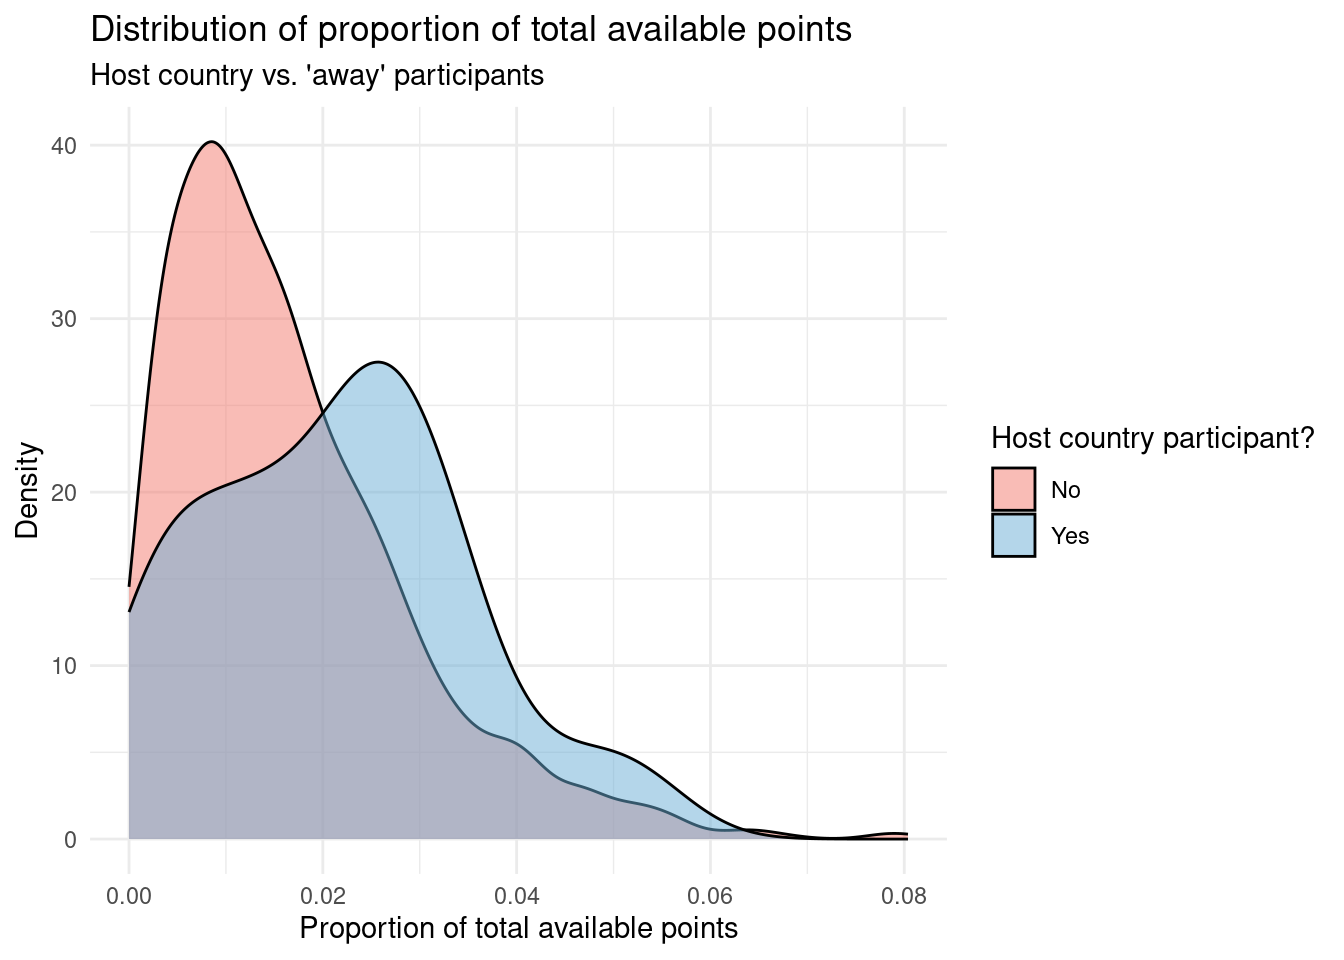 Distribution of proportion of total available points
Host country vs. 'away' participants
40
30
20
10
0
Density
0.00
0.02
0.04
0.06
0.08
Proportion of total available points
Host country participant?
No
Yes